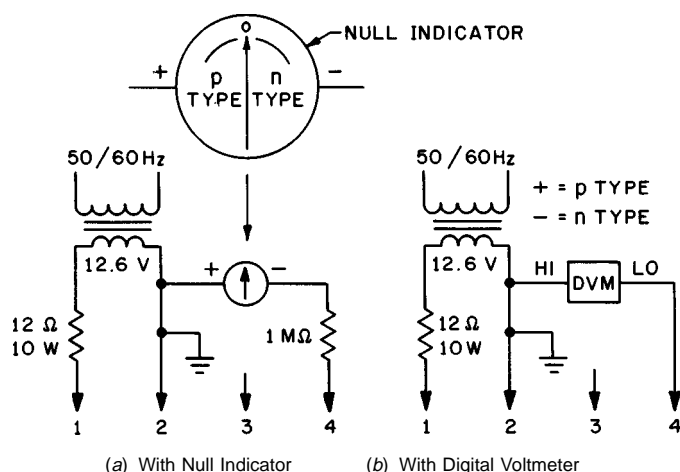 NULL INDICATOR
O
+ p TYPE n TYPE −
50/60Hz
12.6 V
12 Ω
10 W
+ −
1 MΩ
1 2 3 4
(a) With Null Indicator
50/60Hz
+ = p TYPE
− = n TYPE
12.6 V
HI DVM LO
12 Ω
10W
1 2 3 4
(b) With Digital Voltmeter